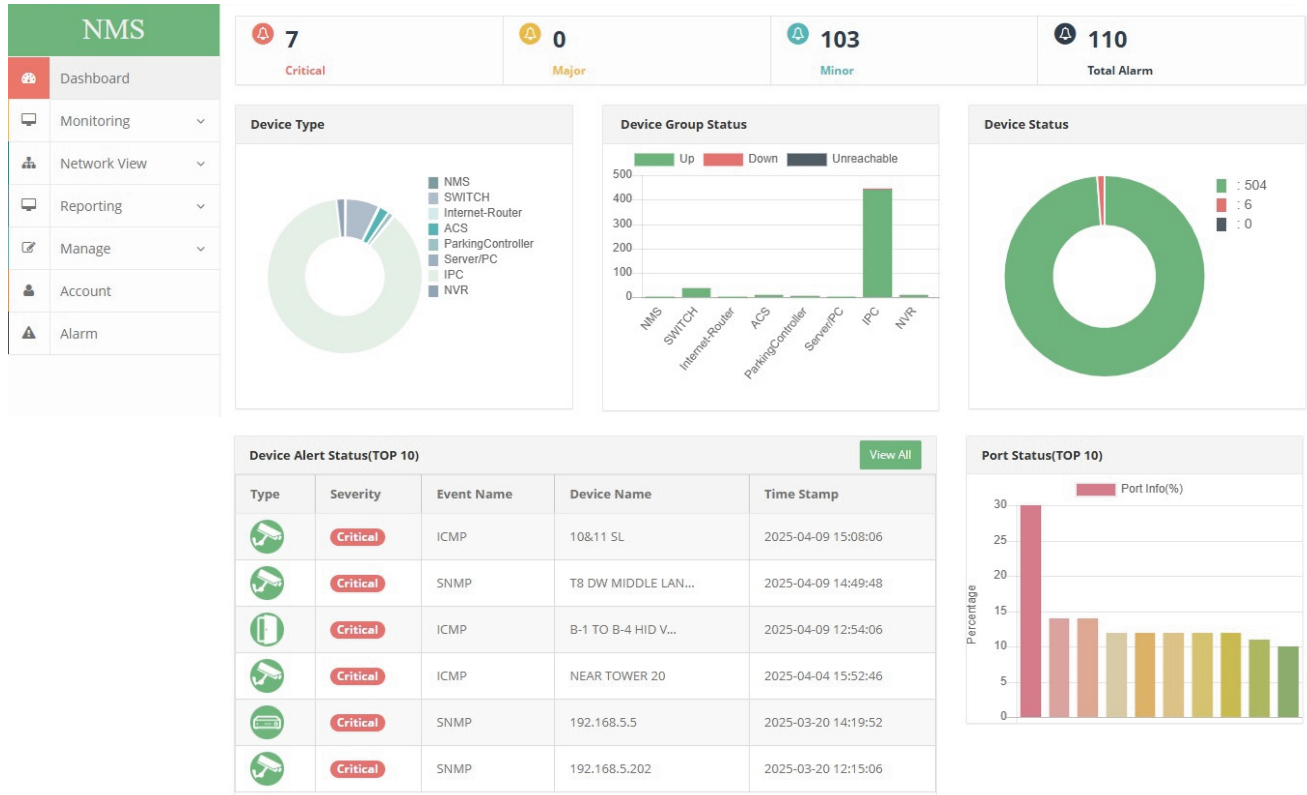 NMS
Dashboard
Monitoring
Network View
Reporting
Manage
Account
Alarm
7 0 103 110
Critical Major Minor Total Alarm
Device Type
NMS
SWITCH
Internet-Router
ACS
ParkingController
Server/PC
IPC
NVR
Device Group Status
Up Down Unreachable
500
400
300
200
100
0
NMS SWITCH Internet-Router ACS ParkingController Server/PC IPC NVR
Device Status
: 504
: 6
: 0
Device Alert Status(TOP 10) View All
Type Severity Event Name Device Name Time Stamp
Critical ICMP 10&11 SL 2025-04-09 15:08:06
Critical SNMP T8 DW MIDDLE LAN... 2025-04-09 14:49:48
Critical ICMP B-1 TO B-4 HID V... 2025-04-09 12:54:06
Critical ICMP NEAR TOWER 20 2025-04-04 15:52:46
Critical SNMP 192.168.5.5 2025-03-20 14:19:52
Critical SNMP 192.168.5.202 2025-03-20 12:15:06
Port Status(TOP 10)
Port Info(%)
Percentage
30
25
20
15
10
5
0